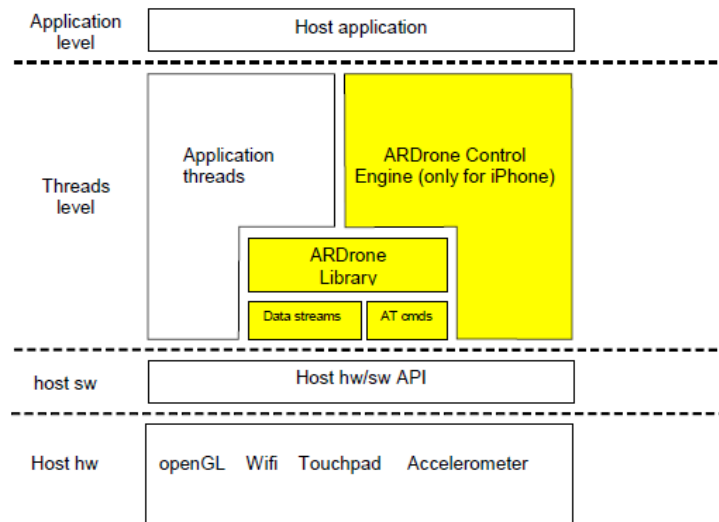 Application
level
Host application
Threads
level
Application
threads
ARDrone Control
Engine (only for iPhone)
ARDrone
Library
Data streams
AT cmds
host sw
Host hw/sw API
Host hw
openGL Wifi Touchpad Accelerometer